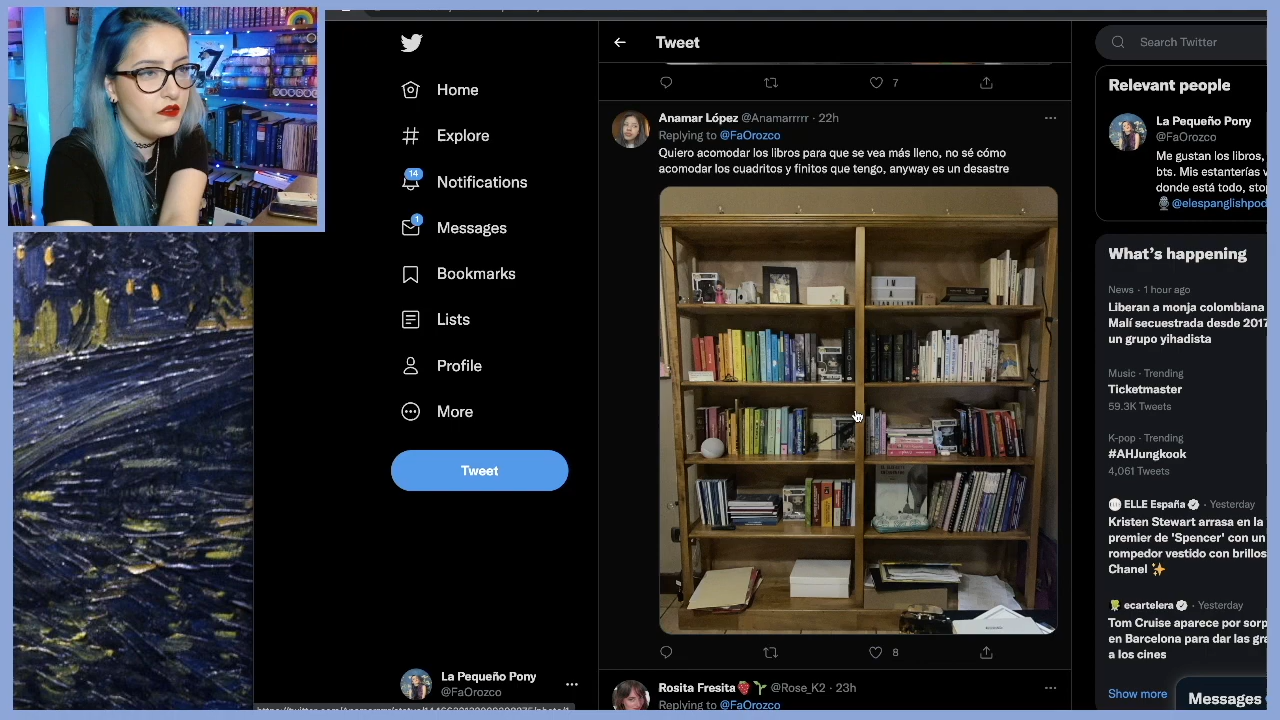 Home
Explore
14
Notifications
1
Messages
Bookmarks
Lists
Profile
More
Tweet
La Pequeño Pony
@FaOrozco
Tweet
7
Anamar López @Anamarrrrr · 22h
Replying to @FaOrozco
Quiero acomodar los libros para que se vea más lleno, no sé cómo
acomodar los cuadritos y finitos que tengo, anyway es un desastre
I'M
A
8
Rosita Fresita @Rose_K2 · 23h
Replying to @FaOrozco
Search Twitter
Relevant people
La Pequeño Pony
@FaOrozco
Me gustan los libros,
bts. Mis estanterías v
donde está todo, stop
@elespanglishpod
What's happening
News · 1 hour ago
Liberan a monja colombiana
Malí secuestrada desde 2017
un grupo yihadista
Music · Trending
Ticketmaster
59.3K Tweets
K-pop · Trending
#AHJungkook
4,061 Tweets
ELLE España · Yesterday
Kristen Stewart arrasa en la
premier de 'Spencer' con un
rompedor vestido con brillos
Chanel
ecartelera · Yesterday
Tom Cruise aparece por sorp
en Barcelona para dar las gra
a los cines
Show more
Messages